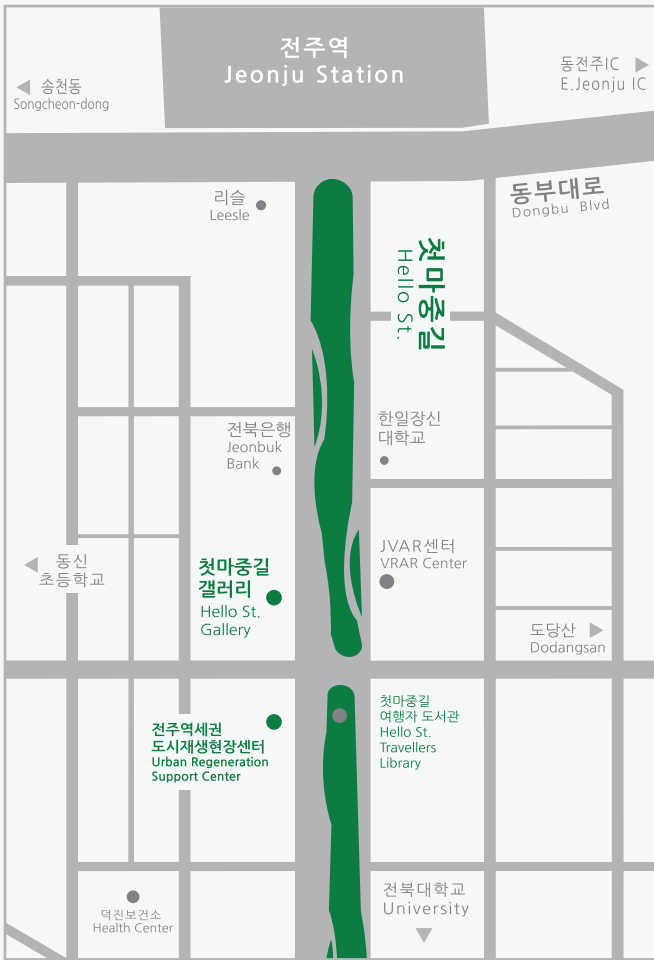 전주역
Jeonju Station
송천동
Songcheon-dong
동전주IC
E.Jeonju IC
동부대로
Dongbu Blvd
리슬
Leesle
첫마중길
Hello St.
전북은행
Jeonbuk
Bank
한일장신
대학교
동신
초등학교
첫마중길
갤러리
Hello St.
Gallery
JVAR센터
VRAR Center
도당산
Dodangsan
전주역세권
도시재생현장센터
Urban Regeneration
Support Center
첫마중길
여행자 도서관
Hello St.
Travellers
Library
덕진보건소
Health Center
전북대학교
University